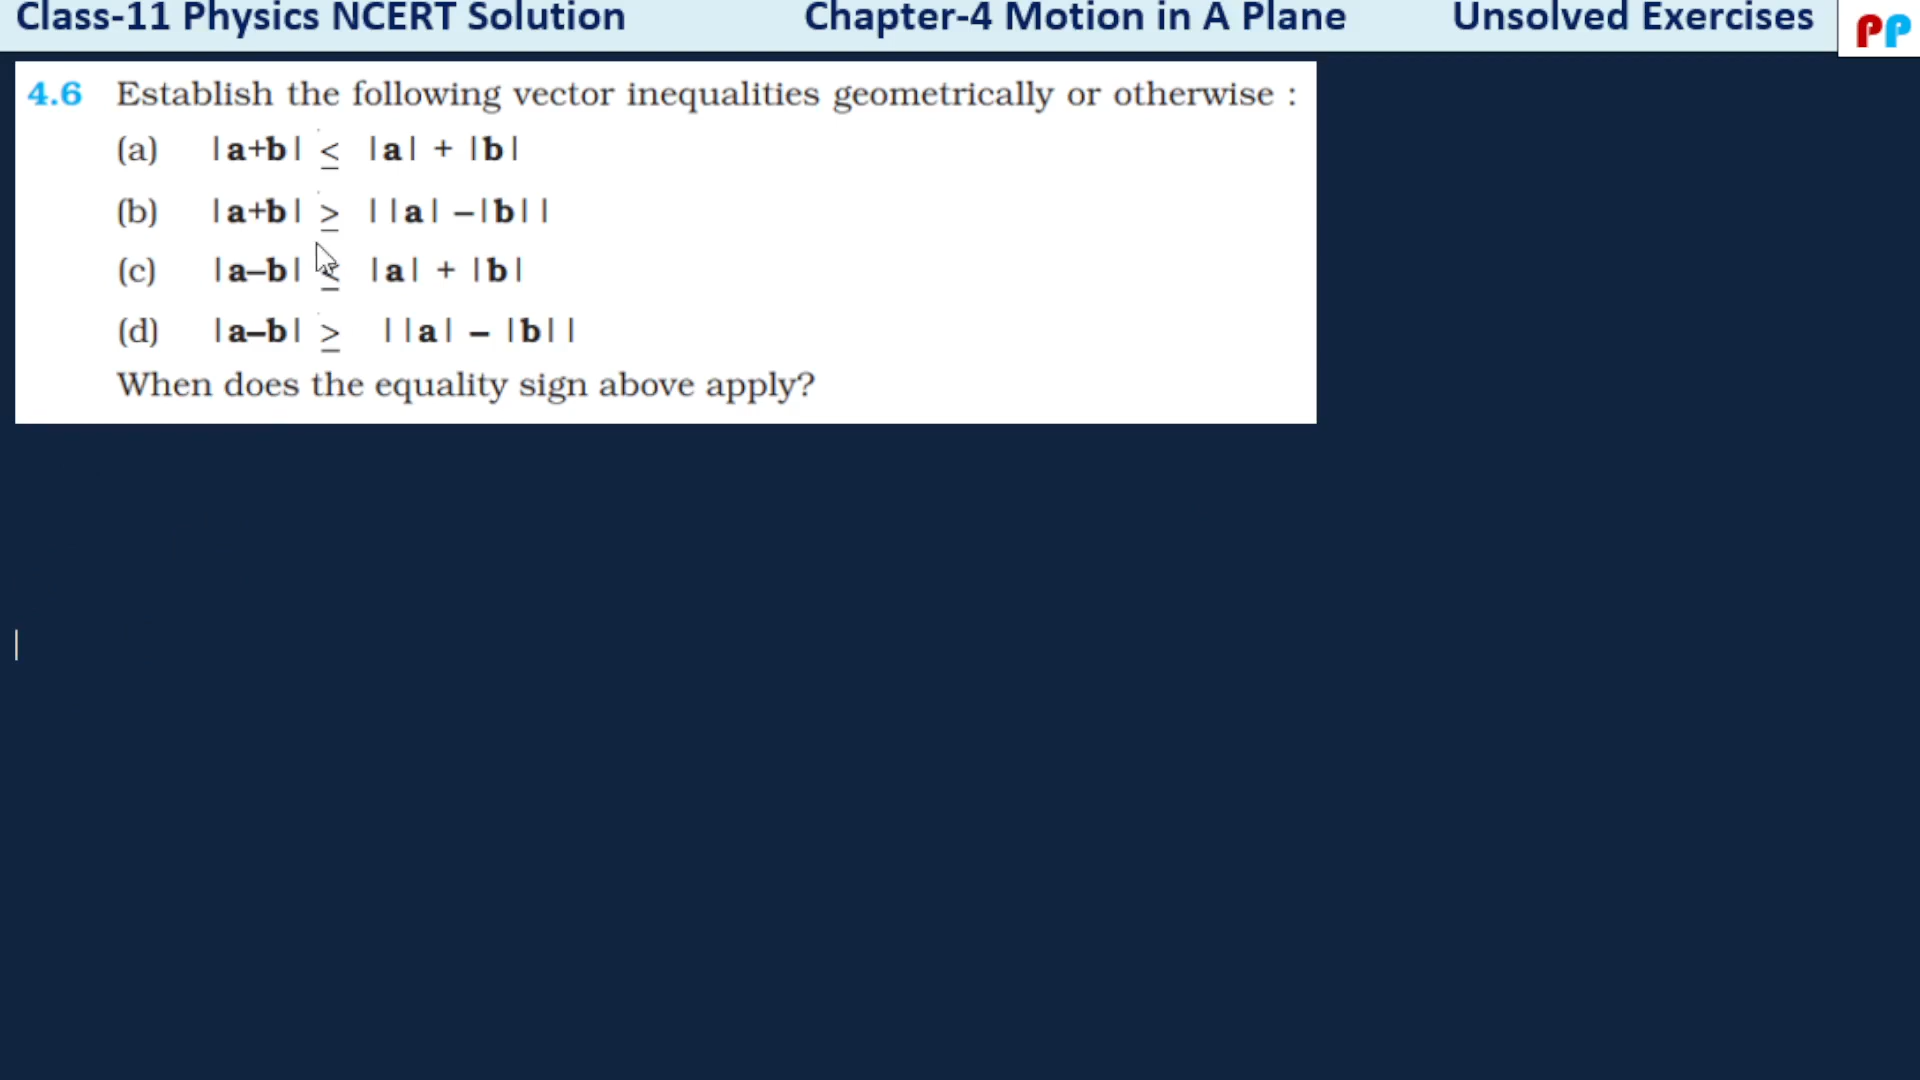 Class-11 Physics NCERT Solution Chapter-4 Motion in A Plane Unsolved Exercises PP
4.6 Establish the following vector inequalities geometrically or otherwise :
(a) |a+b| ≤ |a| + |b|
(b) |a+b| ≥ ||a| −|b||
(c) |a−b| ≤ |a| + |b|
(d) |a−b| ≥ ||a| − |b||
When does the equality sign above apply?